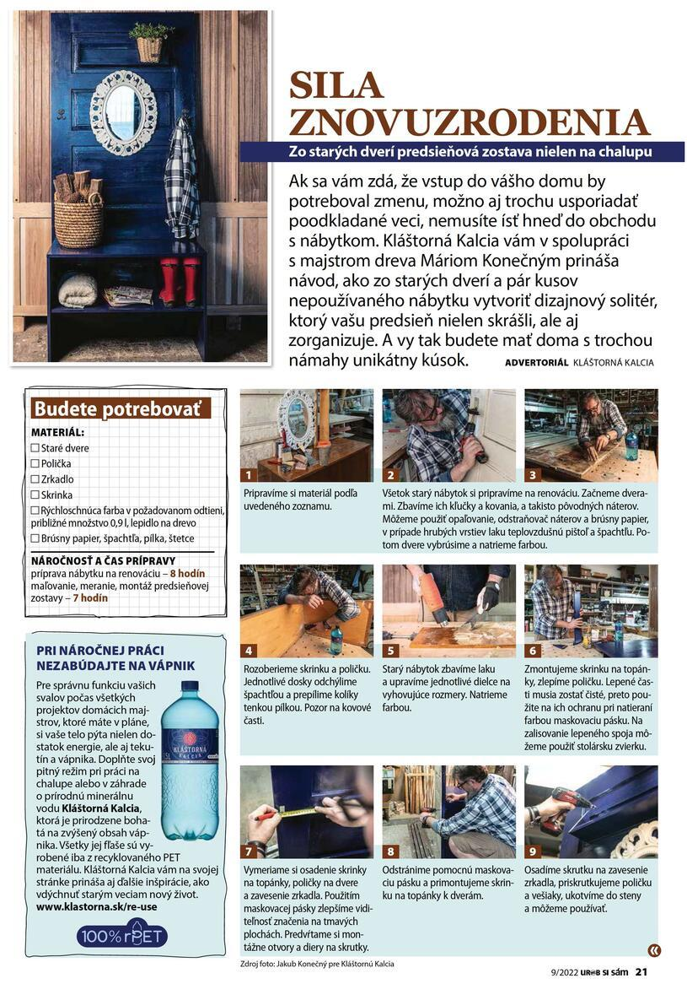 SILA
ZNOVUZRODENIA
Zo starých dverí predsieňová zostava nielen na chalupu
Ak sa vám zdá, že vstup do vášho domu by
potreboval zmenu, možno aj trochu usporiadať
poodkladané veci, nemusíte ísť hneď do obchodu
s nábytkom. Kláštorná Kalcia vám v spolupráci
s majstrom dreva Máriom Konečným prináša
návod, ako zo starých dverí a pár kusov
nepoužívaného nábytku vytvoriť dizajnový solitér,
ktorý vašu predsieň nielen skrášli, ale aj
zorganizuje. A vy tak budete mať doma s trochou
námahy unikátny kúsok.
ADVERTORIÁL KLÁŠTORNÁ KALCIA
Budete potrebovať
MATERIÁL:
Staré dvere
Polička
Zrkadlo
Skrinka
Rýchloschnúca farba v požadovanom odtieni,
približné množstvo 0,9 l, lepidlo na drevo
Brúsny papier, špachtľa, pílka, štetce
NÁROČNOSŤ A ČAS PRÍPRAVY
príprava nábytku na renováciu – 8 hodín
maľovanie, meranie, montáž predsieňovej
zostavy – 7 hodín
PRI NÁROČNEJ PRÁCI
NEZABÚDAJTE NA VÁPNIK
Pre správnu funkciu vašich
svalov počas všetkých
projektov domácich maj-
strov, ktoré máte v pláne,
si vaše telo pýta nielen do-
statok energie, ale aj teku-
tín a vápnika. Doplňte svoj
pitný režim pri práci na
chalupe alebo v záhrade
o prírodnú minerálnu
vodu Kláštorná Kalcia,
ktorá je prirodzene boha-
tá na zvýšený obsah váp-
nika. Všetky jej fľaše sú vy-
robené iba z recyklovaného PET
materiálu. Kláštorná Kalcia vám na svojej
stránke prináša aj ďalšie inšpirácie, ako
vdýchnuť starým veciam nový život.
www.klastorna.sk/re-use
KLÁŠTORNÁ
KALCIA
100% rPET
1
Pripravíme si materiál podľa
uvedeného zoznamu.
2
3
Všetok starý nábytok si pripravíme na renováciu. Začneme dvera-
mi. Zbavíme ich kľučky a kovania, a takisto pôvodných náterov.
Môžeme použiť opaľovanie, odstraňovač náterov a brúsny papier,
v prípade hrubých vrstiev laku teplovzdušnú pištoľ a špachtľu. Po-
tom dvere vybrúsime a natrieme farbou.
4
Rozoberieme skrinku a poličku.
Jednotlivé dosky odchýlime
špachtľou a prepílime kolíky
tenkou pílkou. Pozor na kovové
časti.
5
Starý nábytok zbavíme laku
a upravíme jednotlivé dielce na
vyhovujúce rozmery. Natrieme
farbou.
6
Zmontujeme skrinku na topán-
ky, zlepíme poličku. Lepené čas-
ti musia zostať čisté, preto pou-
žite na ich ochranu pri natieraní
farbou maskovaciu pásku. Na
zalisovanie lepeného spoja mô-
žeme použiť stolársku zvierku.
7
Vymeriame si osadenie skrinky
na topánky, poličky na dvere
a zavesenie zrkadla. Použitím
maskovacej pásky zlepšíme vidi-
teľnosť značenia na tmavých
plochách. Predvítame si mon-
tážne otvory a diery na skrutky.
8
Odstránime pomocnú maskova-
ciu pásku a primontujeme skrin-
ku na topánky k dverám.
9
Osadíme skrutku na zavesenie
zrkadla, priskrutkujeme poličku
a vešiaky, ukotvíme do steny
a môžeme používať.
Zdroj foto: Jakub Konečný pre Kláštornú Kalcia
9/2022 UROB SI sám 21